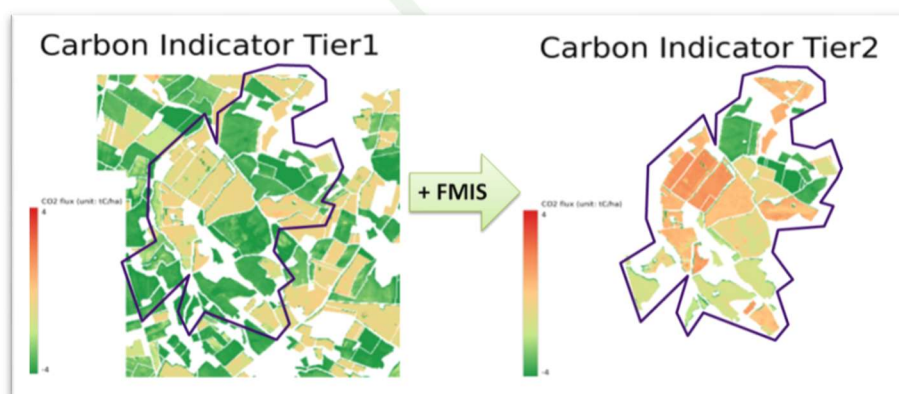 Carbon Indicator Tier1
Carbon Indicator Tier2
CO2 flux (unit: tC/ha)
4
-4
+ FMIS
CO2 flux (unit: tC/ha)
4
-4